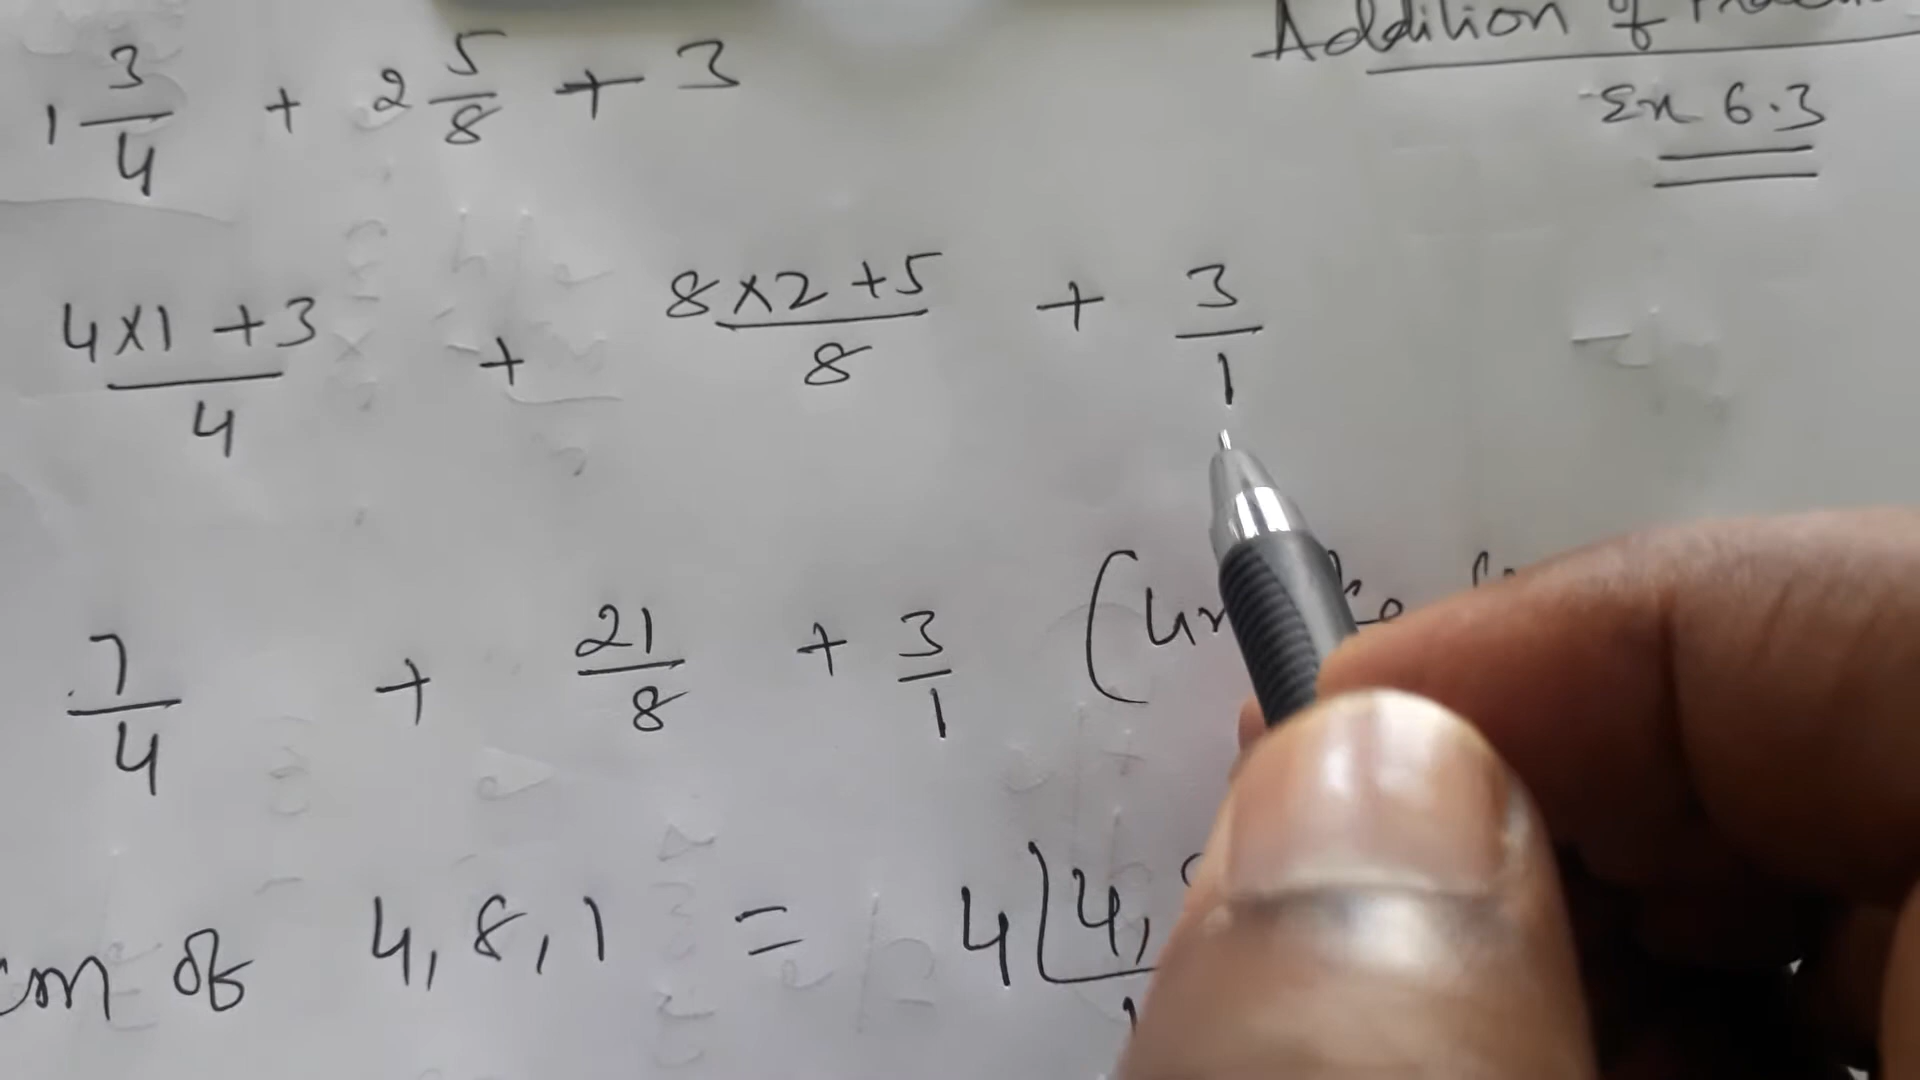 Addition of
Ex 6.3
1 3/4 + 2 5/8 + 3
4×1+3/4 + 8×2+5/8 + 3/1
7/4 + 21/8 + 3/1 (
of 4, 8, 1 = 4 4,